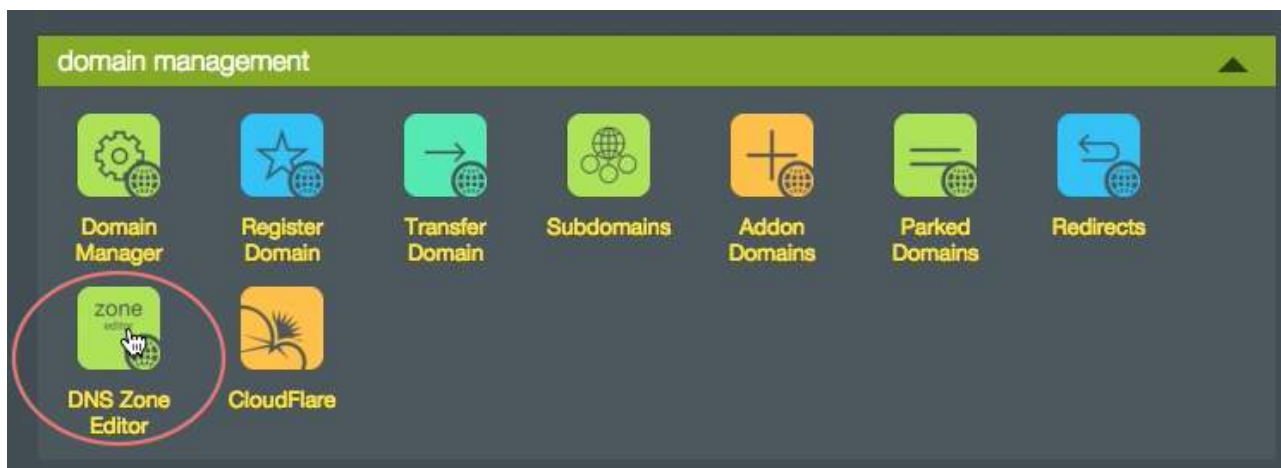 domain management
Domain
Manager
Register
Domain
Transfer
Domain
Subdomains
Addon
Domains
Parked
Domains
Redirects
zone
editor
DNS Zone
Editor
CloudFlare